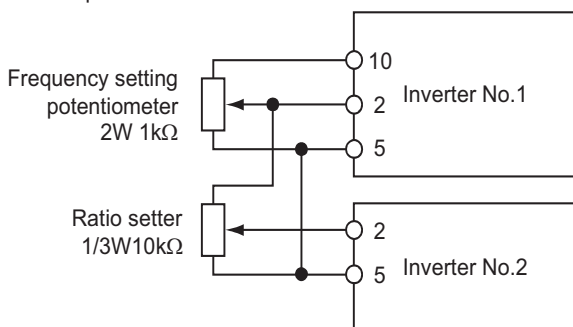 10
Frequency setting
potentiometer
2W 1kΩ
2
Inverter No.1
5
Ratio setter
1/3W10kΩ
2
5
Inverter No.2